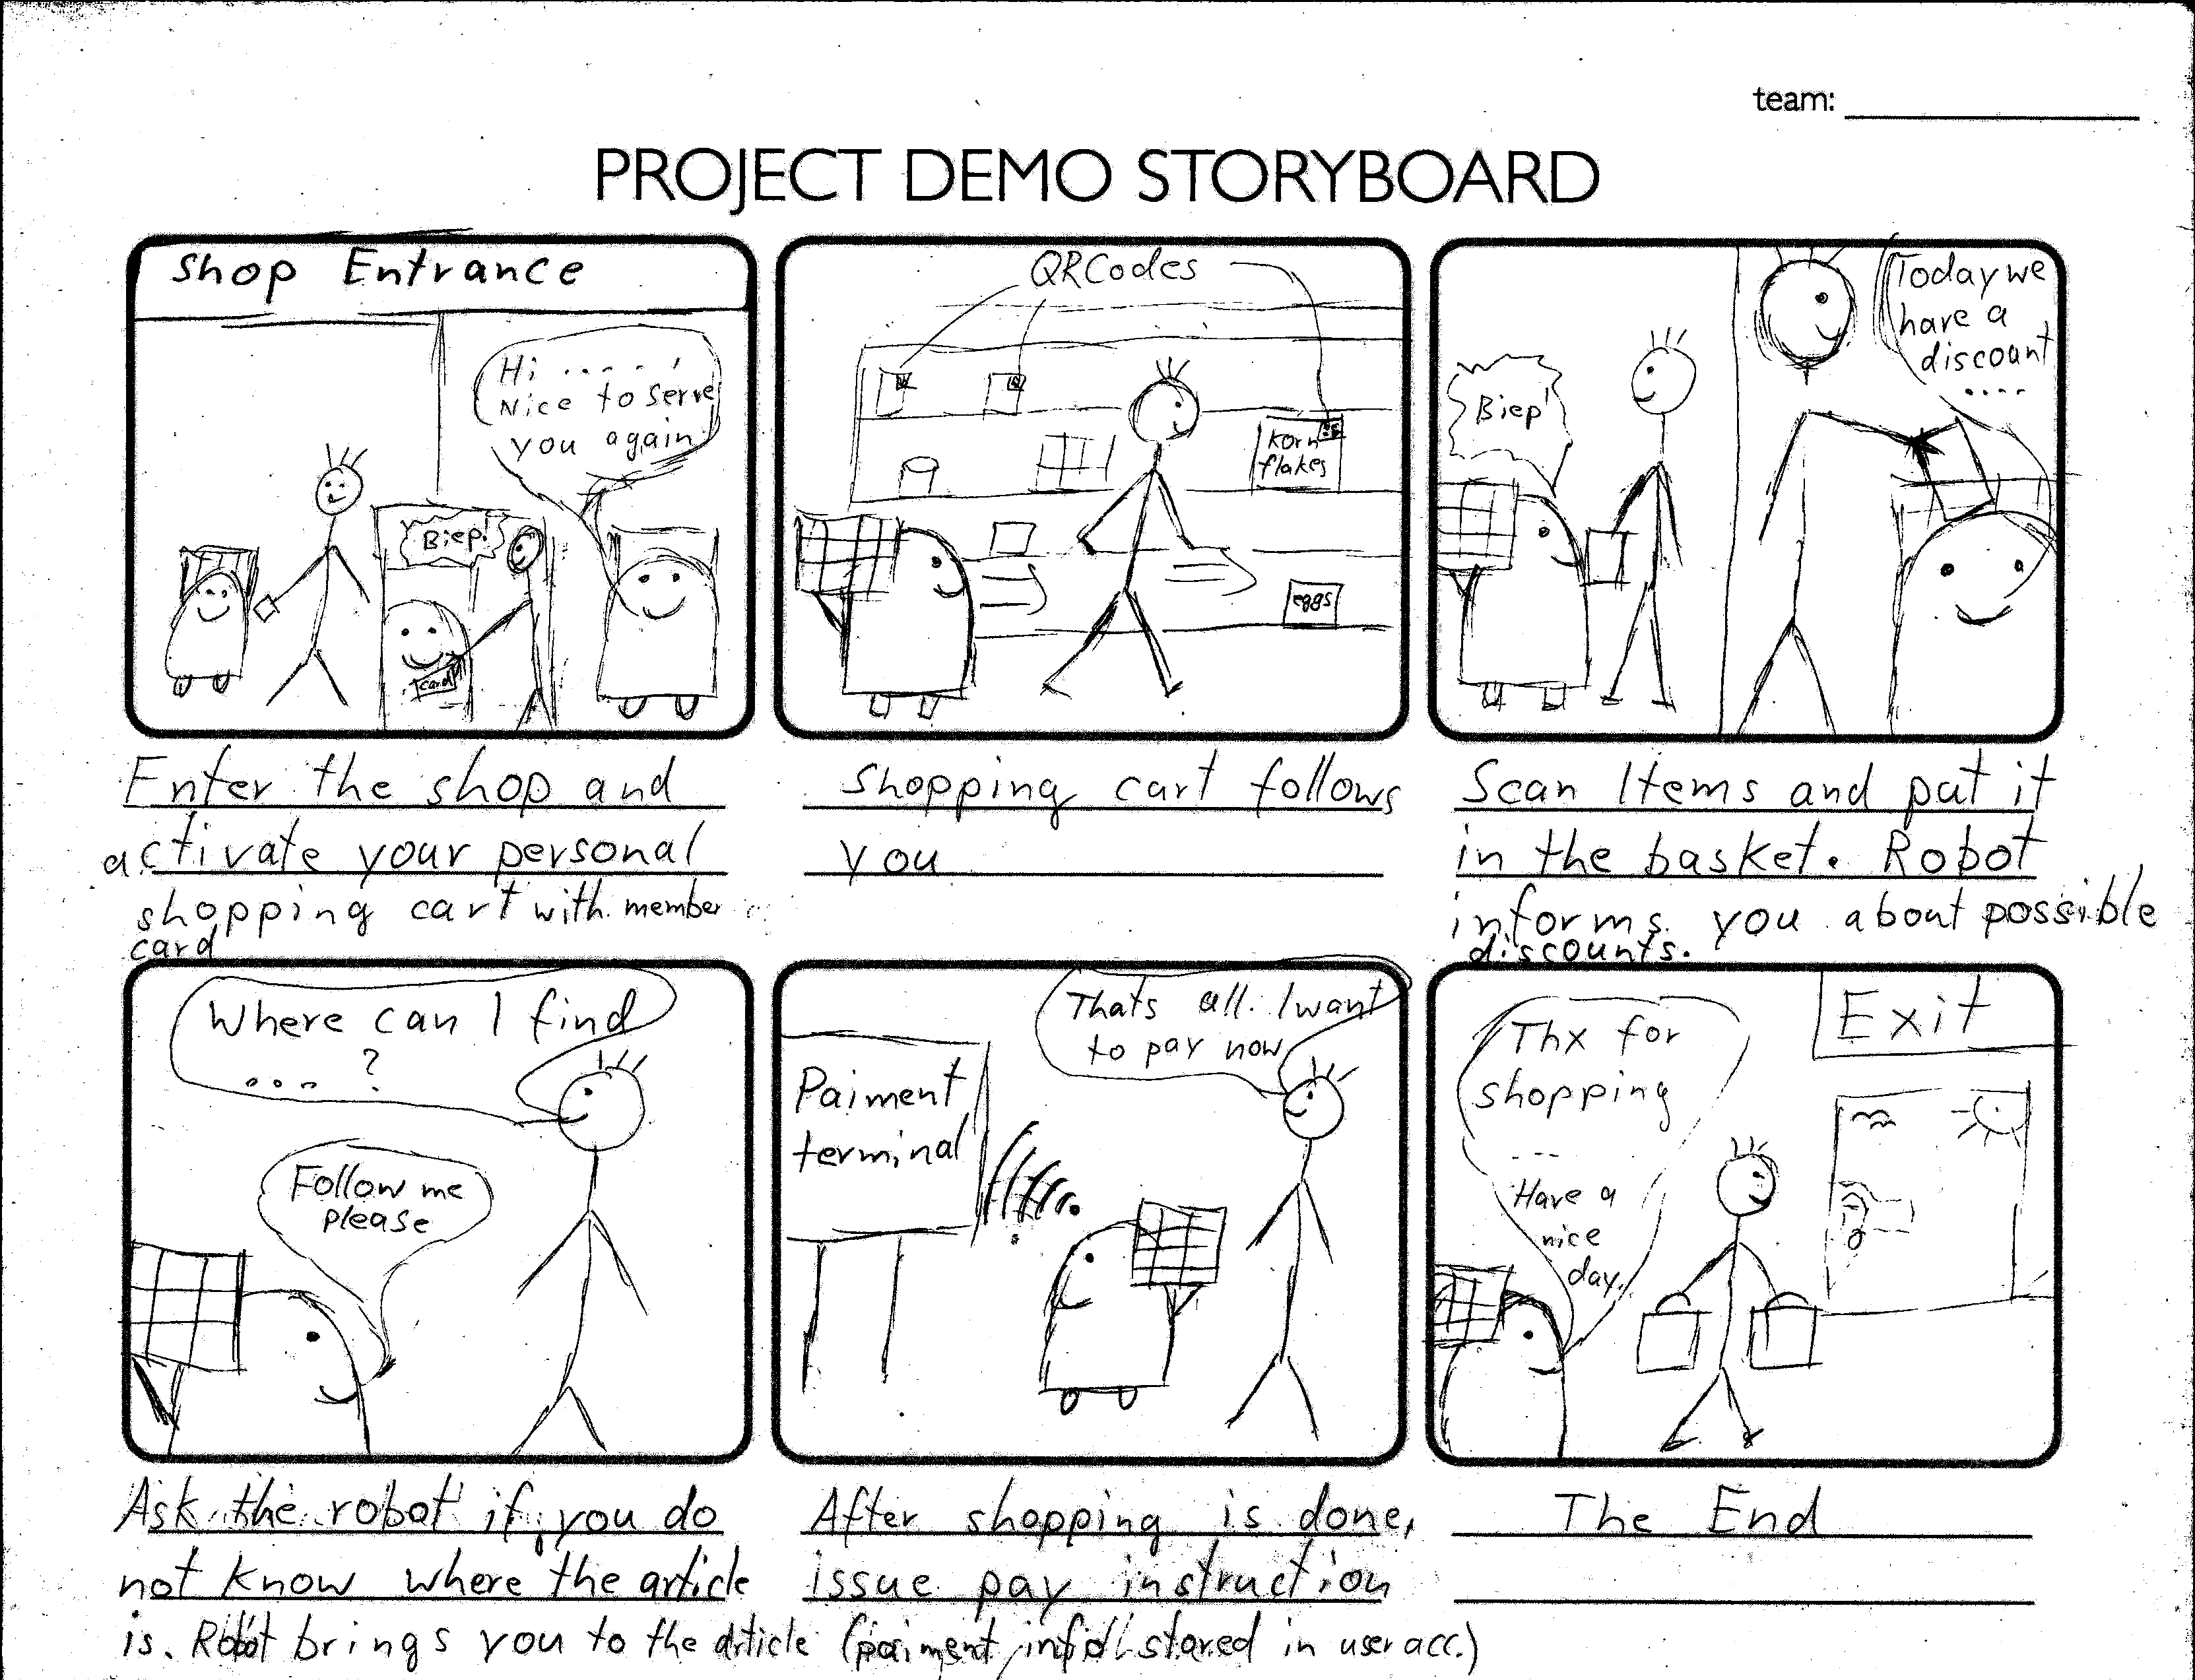 team:
PROJECT DEMO STORYBOARD
Shop Entrance
Hi ..... ,
Nice to serve
you again
Biep!
card
QRCodes
Korn
flakes
eggs
Biep!
Today we
have a
discount
....
Enter the shop and
activate your personal
shopping cart with member
card
Shopping cart follows
you
Scan Items and put it
in the basket. Robot
informs you about possible
discounts.
Where can I find
... ?
Follow me
please
Paiment
terminal
Thats all. I want
to pay now
Thx for
shopping
---
Have a
nice
day.
Exit
Ask the robot if you do
not know where the article
is. Robot brings you to the article
After shopping is done,
issue pay instruction
(paiment info stored in user acc.)
The End